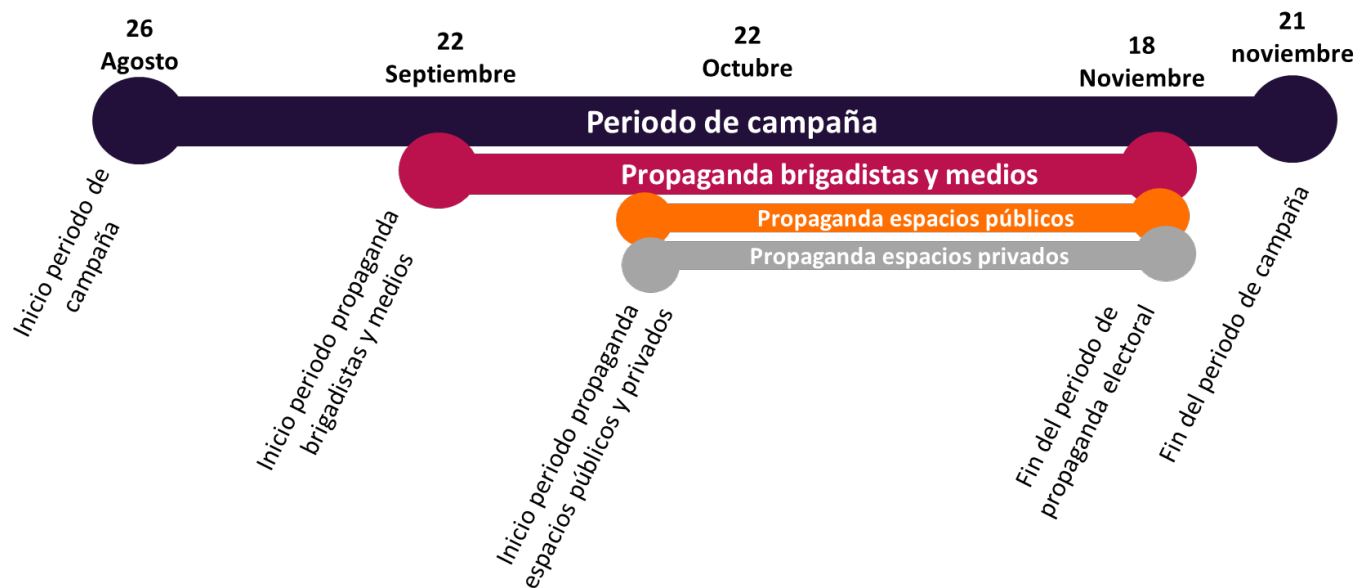 26
Agosto
22
Septiembre
22
Octubre
18
Noviembre
21
noviembre
Periodo de campaña
Propaganda brigadistas y medios
Propaganda espacios públicos
Propaganda espacios privados
Inicio periodo de
campaña
Inicio periodo propaganda
brigadistas y medios
Inicio periodo propaganda
espacios públicos y privados
Fin del periodo de
propaganda electoral
Fin del periodo de campaña